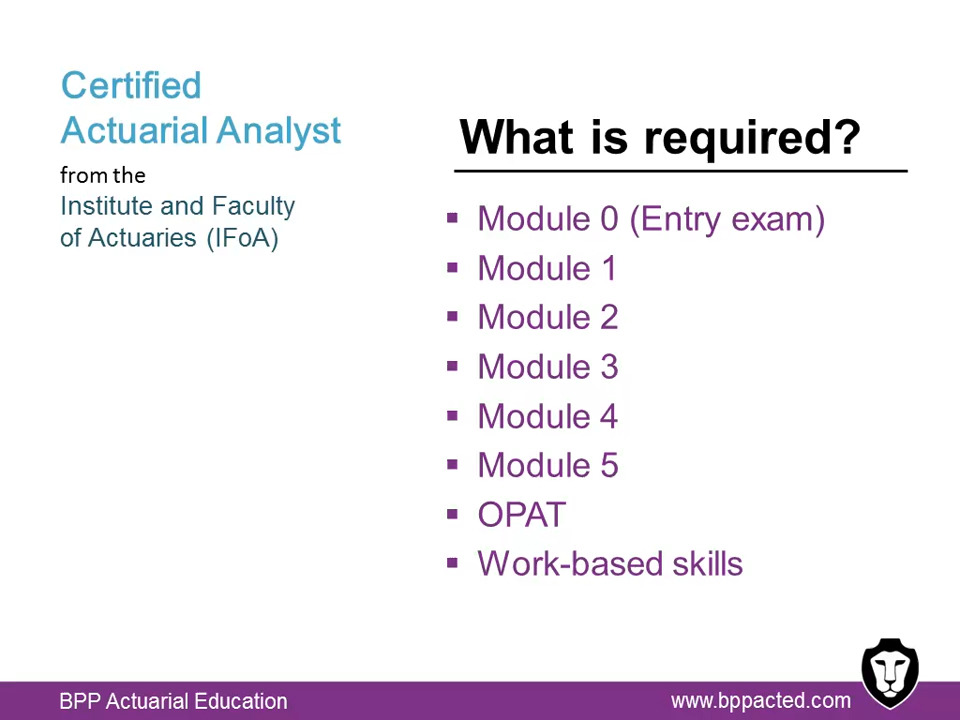 Certified
Actuarial Analyst
from the
Institute and Faculty
of Actuaries (IFoA)
What is required?
▪ Module 0 (Entry exam)
▪ Module 1
▪ Module 2
▪ Module 3
▪ Module 4
▪ Module 5
▪ OPAT
▪ Work-based skills
BPP Actuarial Education
www.bppacted.com